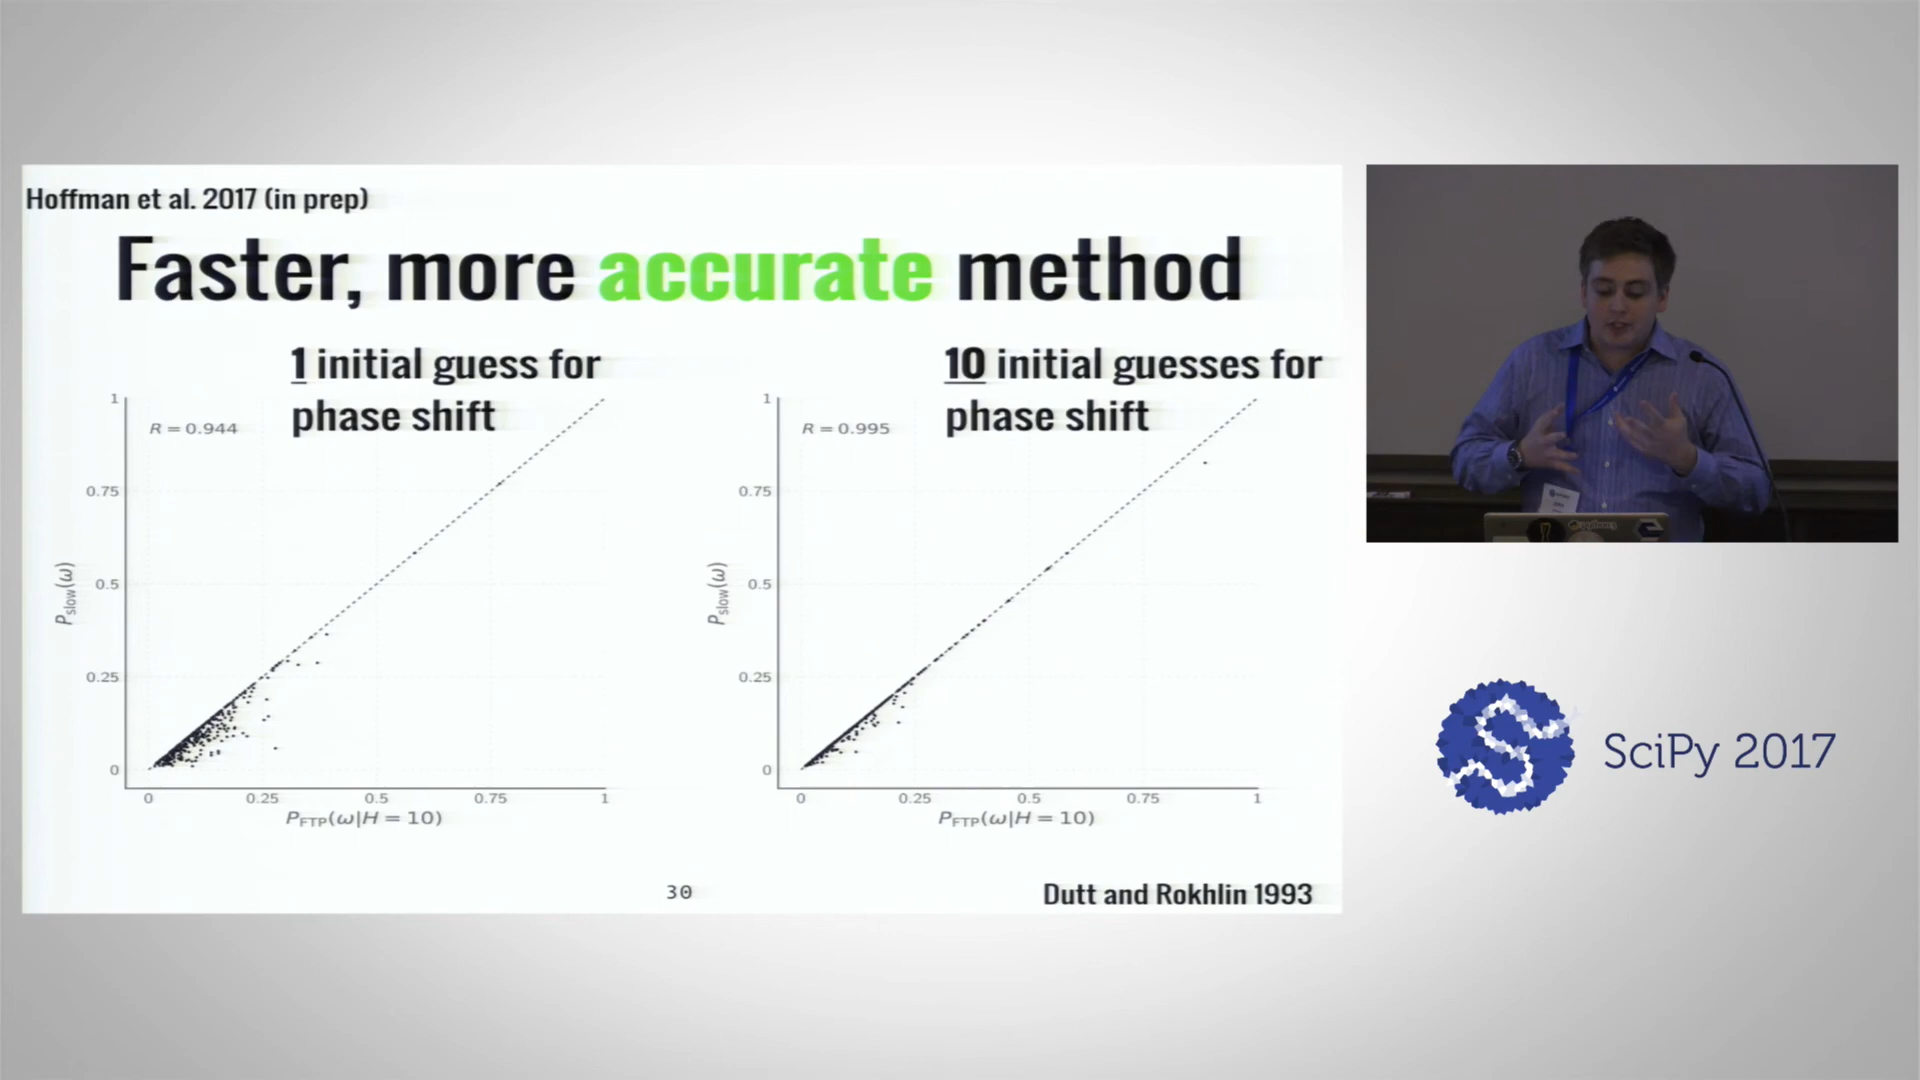 Hoffman et al. 2017 (in prep)
Faster, more accurate method
1 initial guess for
phase shift
10 initial guesses for
phase shift
R = 0.944
1
0.75
0.5
0.25
0
P_slow(ω)
0 0.25 0.5 0.75 1
P_FTP(ω|H = 10)
R = 0.995
1
0.75
0.5
0.25
0
P_slow(ω)
0 0.25 0.5 0.75 1
P_FTP(ω|H = 10)
30
Dutt and Rokhlin 1993
SciPy 2017